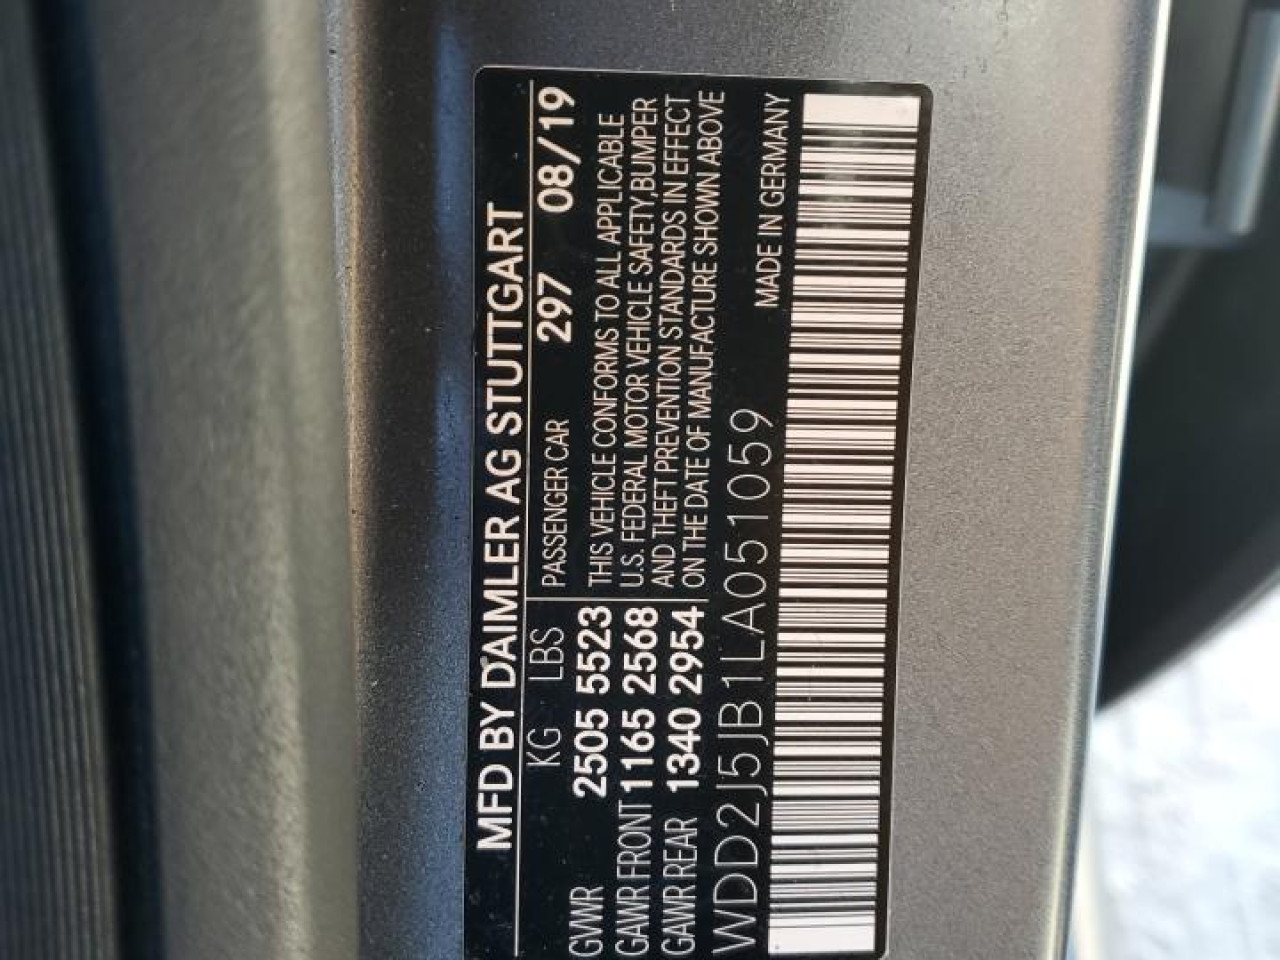 MFD BY DAIMLER AG STUTTGART
KG LBS PASSENGER CAR 297 08/19
GVWR 2505 5523 THIS VEHICLE CONFORMS TO ALL APPLICABLE
GAWR FRONT 1165 2568 U.S. FEDERAL MOTOR VEHICLE SAFETY,BUMPER
GAWR REAR 1340 2954 AND THEFT PREVENTION STANDARDS IN EFFECT
ON THE DATE OF MANUFACTURE SHOWN ABOVE
WDD2J5JB1LA051059 MADE IN GERMANY